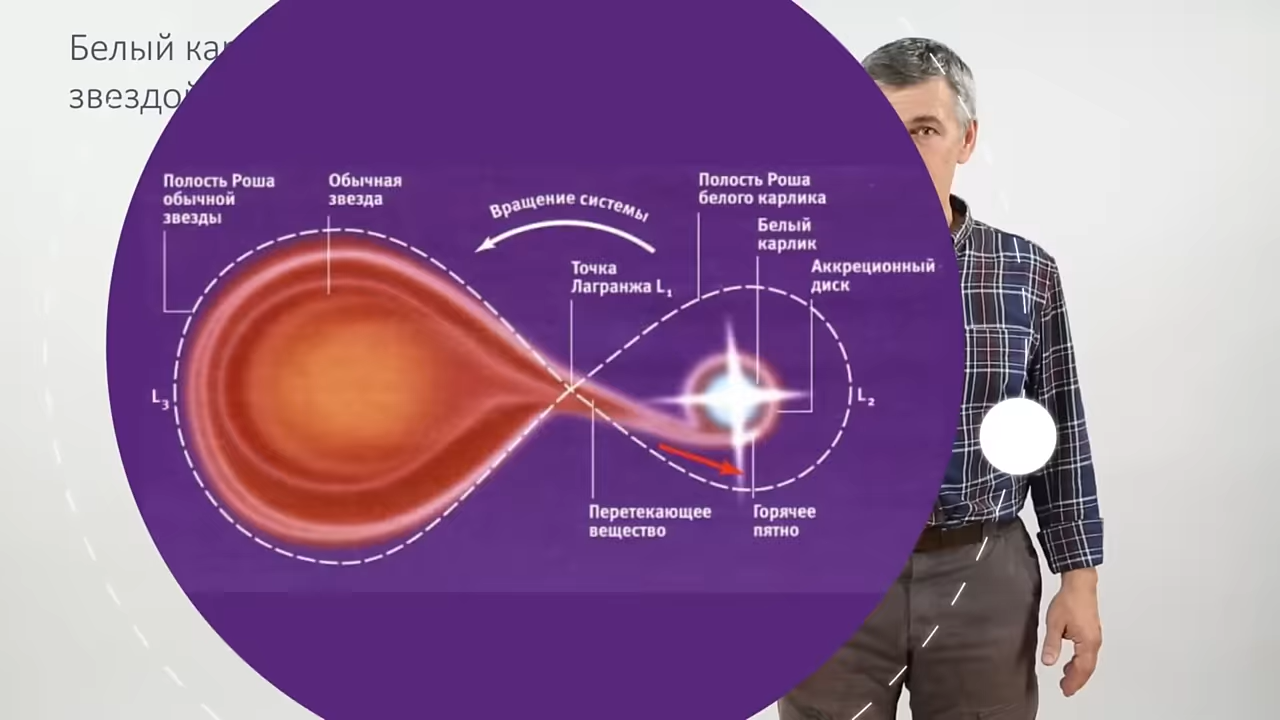 Белый
звездой
Полость Роша
обычной
звезды
Обычная
звезда
Вращение системы
Полость Роша
белого карлика
Белый
карлик
Точка
Лагранжа L₁
Аккреционный
диск
L₃
L₂
Перетекающее
вещество
Горячее
пятно